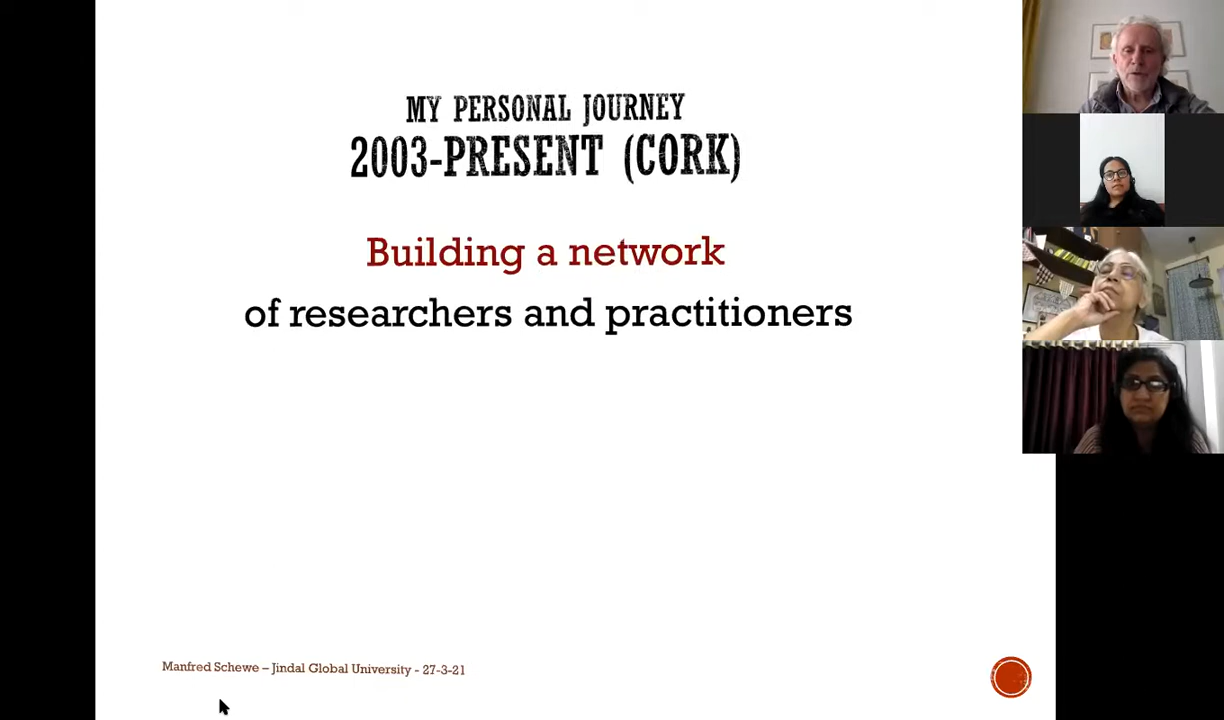 MY PERSONAL JOURNEY
2003-PRESENT (CORK)
Building a network
of researchers and practitioners
Manfred Schewe – Jindal Global University - 27-3-21